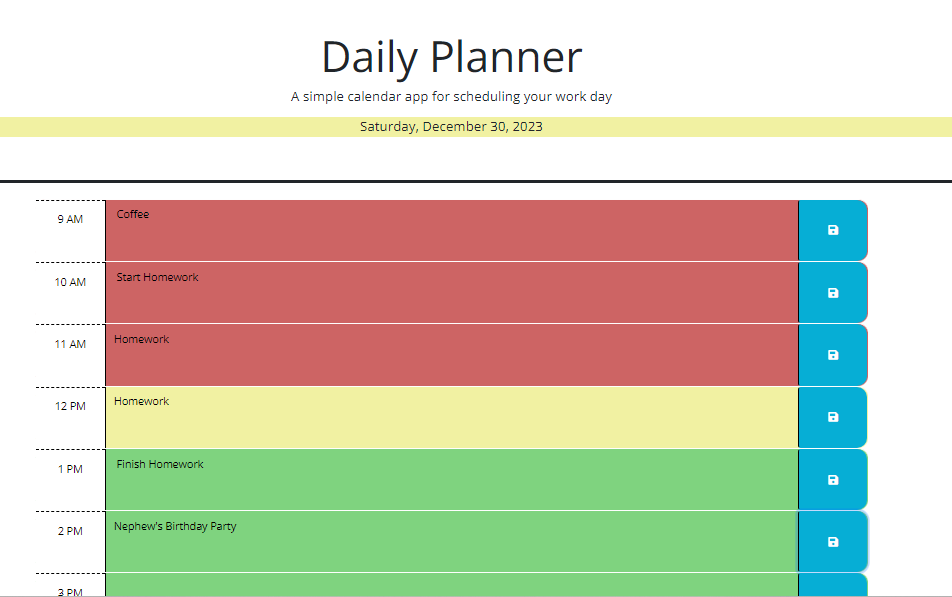 Daily Planner
A simple calendar app for scheduling your work day
Saturday, December 30, 2023
9 AM Coffee
10 AM Start Homework
11 AM Homework
12 PM Homework
1 PM Finish Homework
2 PM Nephew's Birthday Party
3 PM